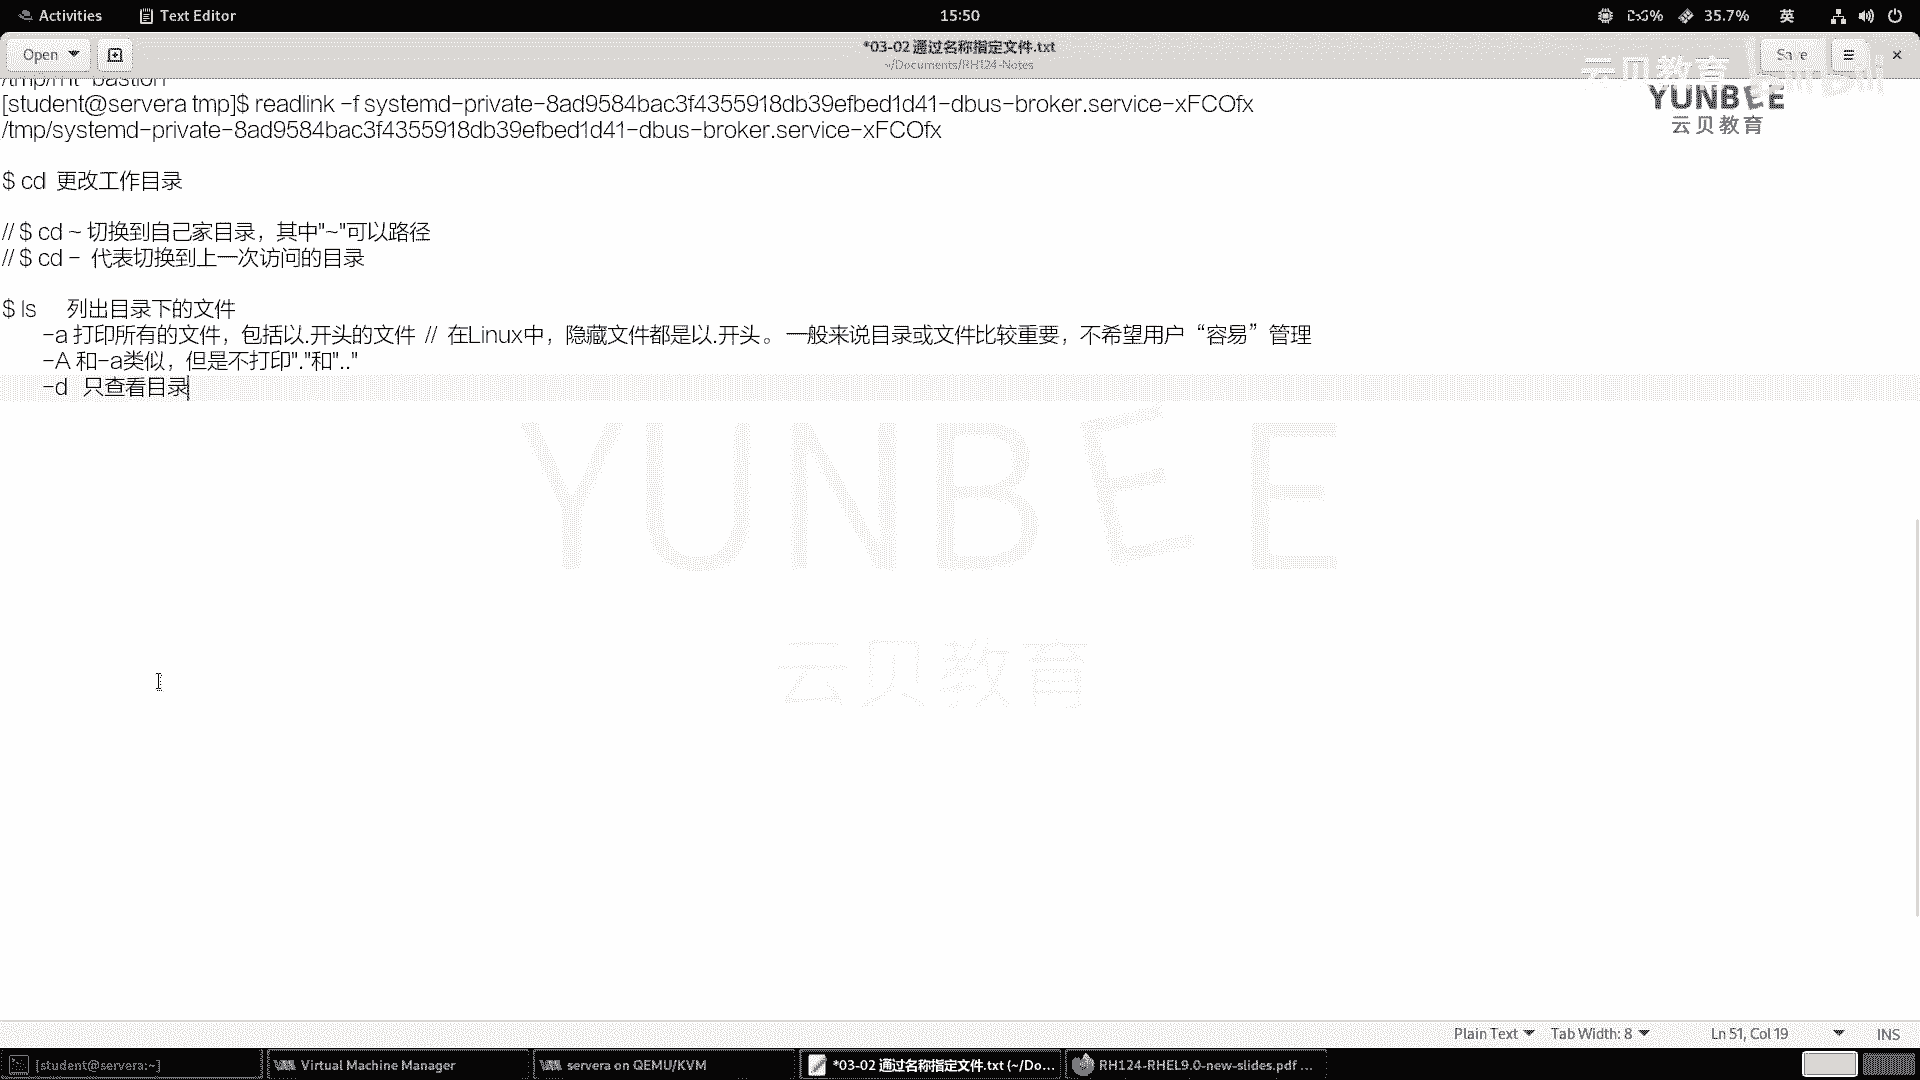 Activities
Text Editor
15:50
35.7%
英
Open
*03-02 通过名称指定文件.txt
~/Documents/RH124-Notes
Save
云贝教育
YUNBEE
云贝教育
[student@servera tmp]$ readlink -f systemd-private-8ad9584bac3f4355918db39efbed1d41-dbus-broker.service-xFCOfx
/tmp/systemd-private-8ad9584bac3f4355918db39efbed1d41-dbus-broker.service-xFCOfx
$ cd 更改工作目录
// $ cd ~ 切换到自己家目录，其中"~"可以路径
// $ cd - 代表切换到上一次访问的目录
$ ls 列出目录下的文件
-a 打印所有的文件，包括以.开头的文件 // 在Linux中，隐藏文件都是以.开头。一般来说目录或文件比较重要，不希望用户“容易”管理
-A 和-a类似，但是不打印"."和".."
-d 只查看目录
YUNBEE
云贝教育
Plain Text
Tab Width: 8
Ln 51, Col 19
INS
[student@servera:~]
Virtual Machine Manager
servera on QEMU/KVM
*03-02 通过名称指定文件.txt (~/Do...
RH124-RHEL9.0-new-slides.pdf ...